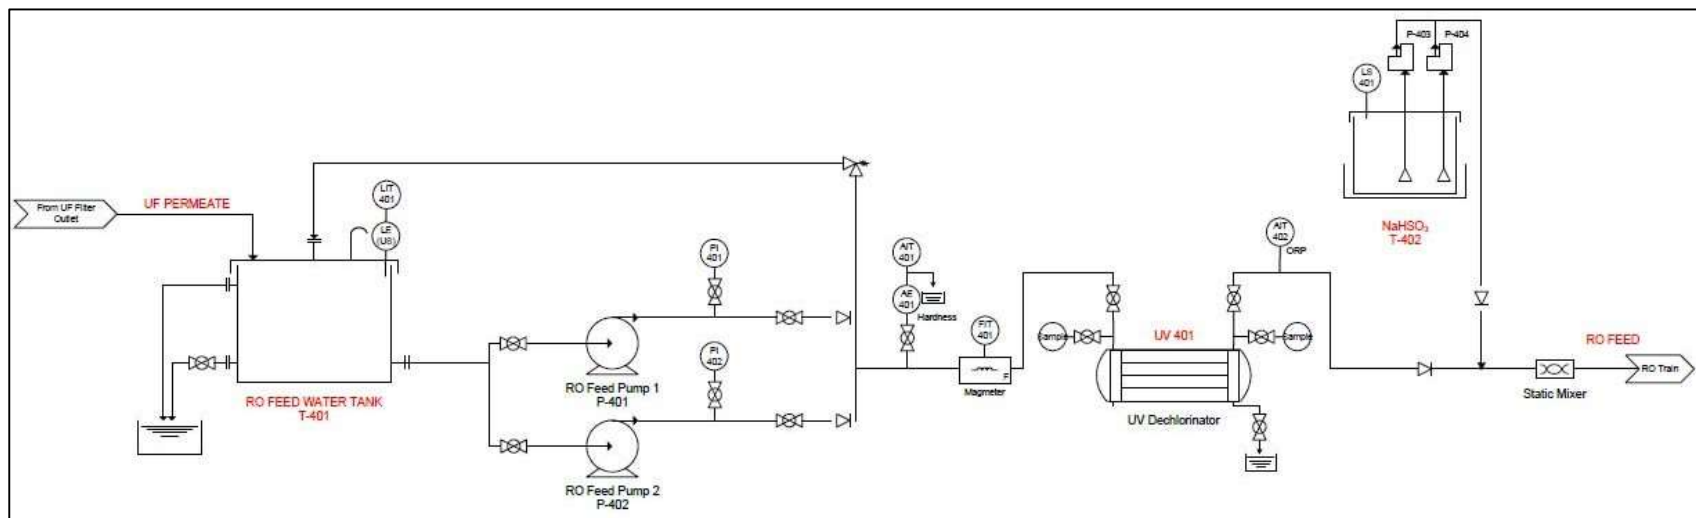 P-403
P-404
LS
401
From UF Filter
Outlet
UF PERMEATE
LIT
401
LE
(US)
PI
401
AIT
401
AE
401
Hardness
AIT
402
ORP
NaHSO₃
T-402
FIT
401
F
Magmeter
Sample
UV 401
Sample
UV Dechlorinator
RO FEED WATER TANK
T-401
RO Feed Pump 1
P-401
PI
402
RO Feed Pump 2
P-402
Static Mixer
RO FEED
RO Train